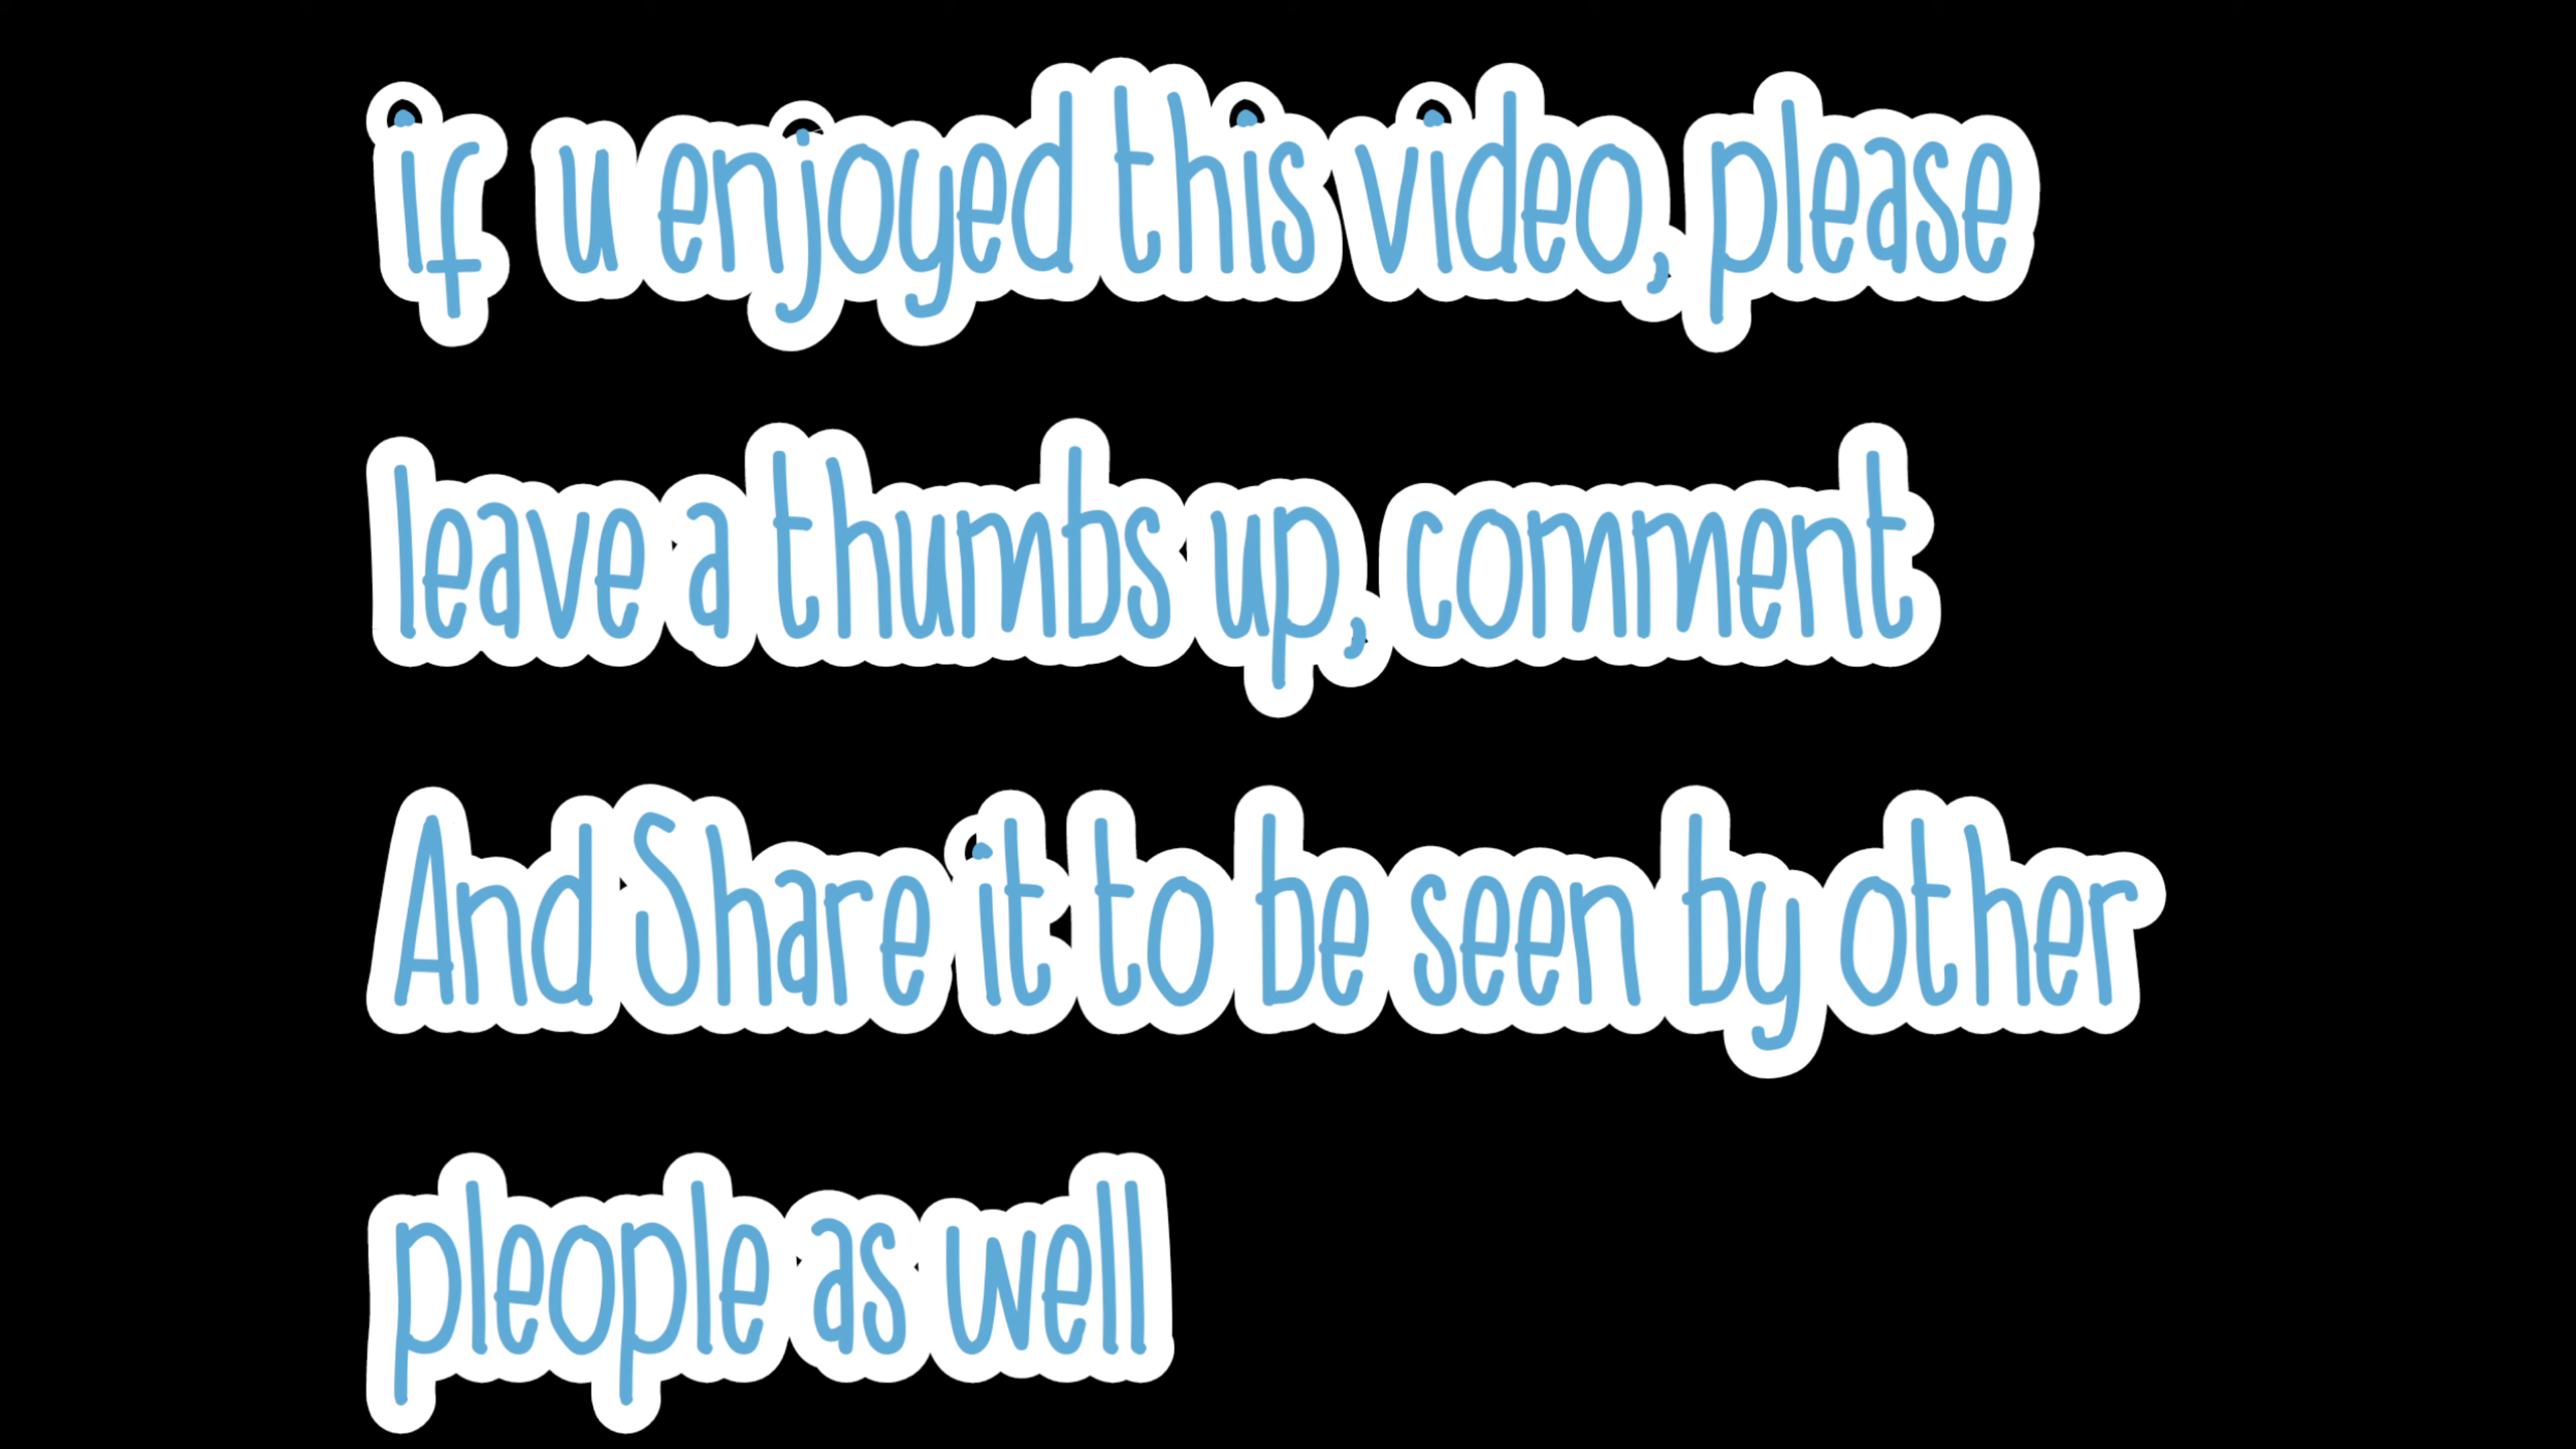 if u enjoyed this video, please
leave a thumbs up, comment
And Share it to be seen by other
pleople as well